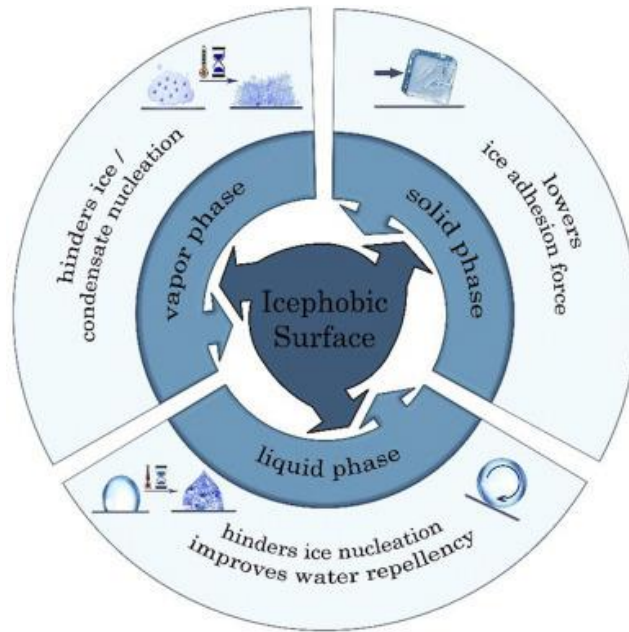 hinders ice /
condensate nucleation
vapor phase
lowers
ice adhesion force
solid phase
Icephobic
Surface
liquid phase
hinders ice nucleation
improves water repellency